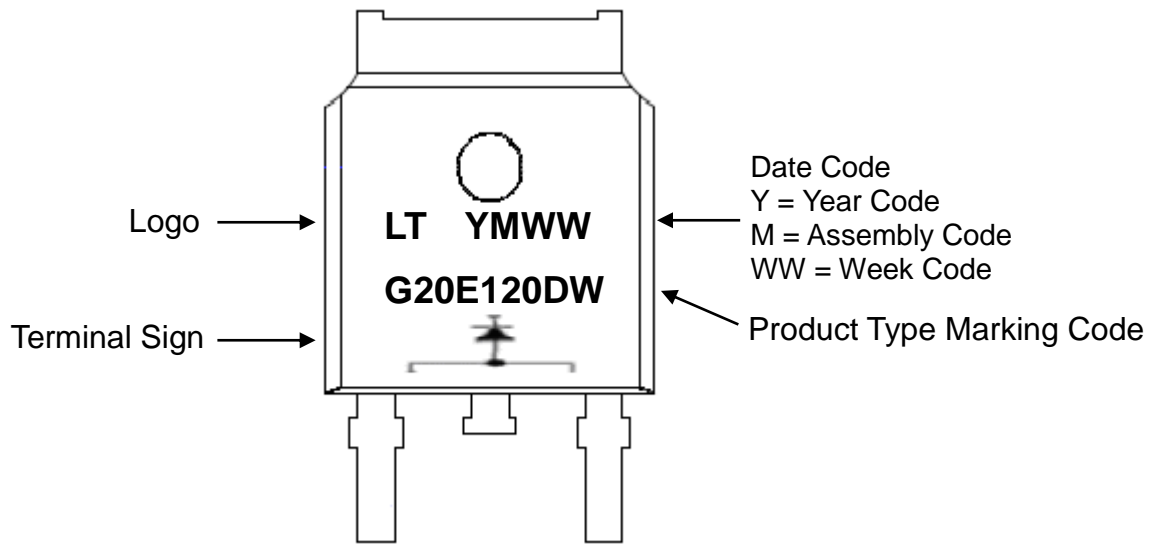 Logo
LT YMWW
Date Code
Y = Year Code
M = Assembly Code
WW = Week Code
G20E120DW
Terminal Sign
Product Type Marking Code